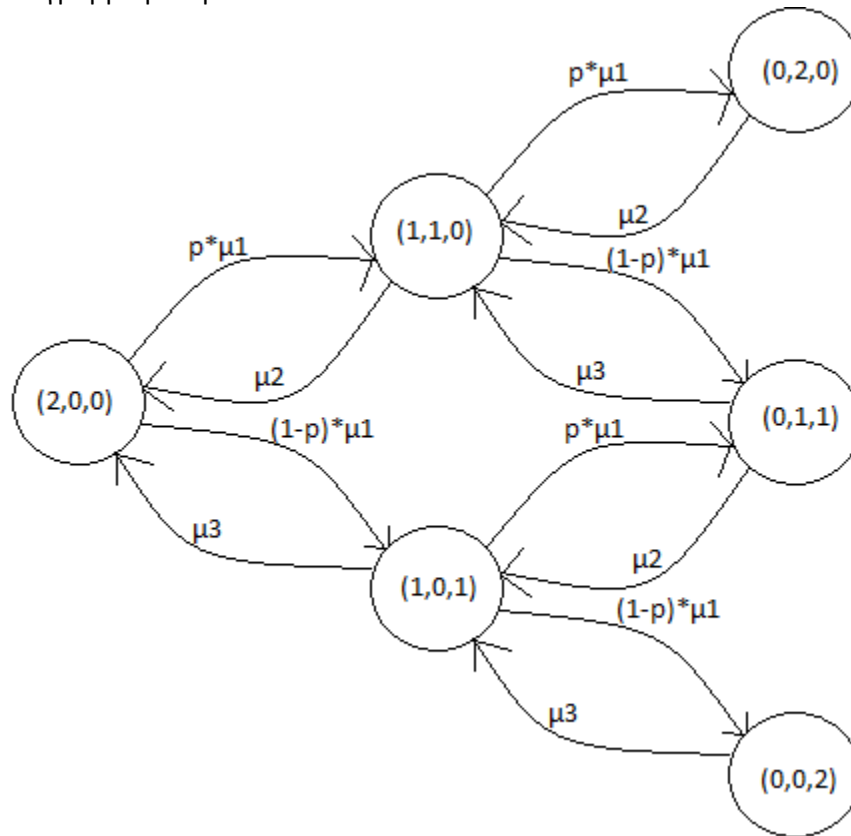 p*µ1
(0,2,0)
µ2
(1,1,0)
p*µ1
(1-p)*µ1
µ2
µ3
(2,0,0)
(0,1,1)
(1-p)*µ1
p*µ1
µ3
µ2
(1,0,1)
(1-p)*µ1
µ3
(0,0,2)